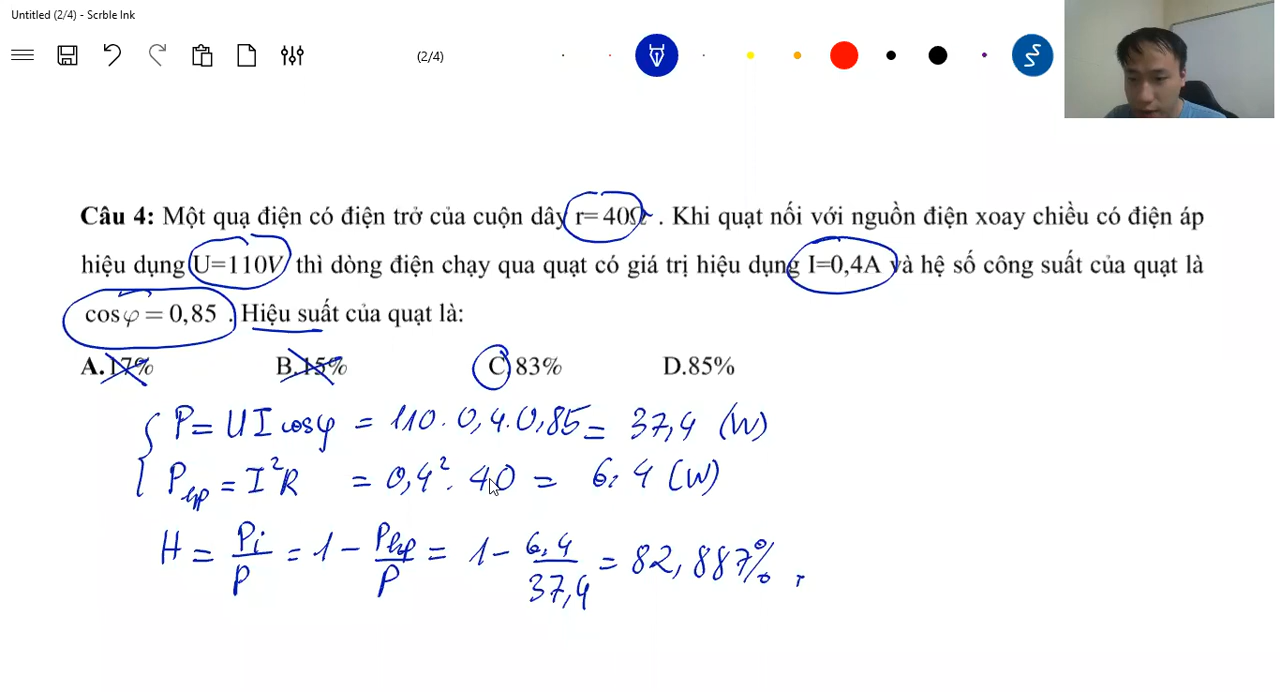 Untitled (2/4) - Scrble Ink
(2/4)
Câu 4: Một quạ điện có điện trở của cuộn dây r=40Ω . Khi quạt nối với nguồn điện xoay chiều có điện áp
hiệu dụng U=110V thì dòng điện chạy qua quạt có giá trị hiệu dụng I=0,4A và hệ số công suất của quạt là
cosφ = 0,85 . Hiệu suất của quạt là:
A.17% B.15% C.83% D.85%
P = UI cosφ = 110.0,4.0,85 = 37,4 (W)
Php = I²R = 0,4².40 = 6,4 (W)
H = Pi/P = 1 - Php/P = 1 - 6,4/37,4 = 82,887%,